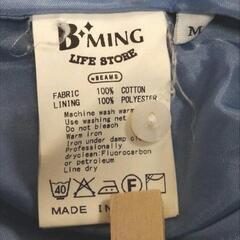 B·MING
LIFE STORE
BEAMS
M
FABRIC 100% COTTON
LINING 100% POLYESTER
Machine wash warm
Use washing net
Do not bleach
Warm iron
Iron under damp
Professionally
dryclean:Fluorocarbon
or petroleum
Line dry
40 F
MADE IN